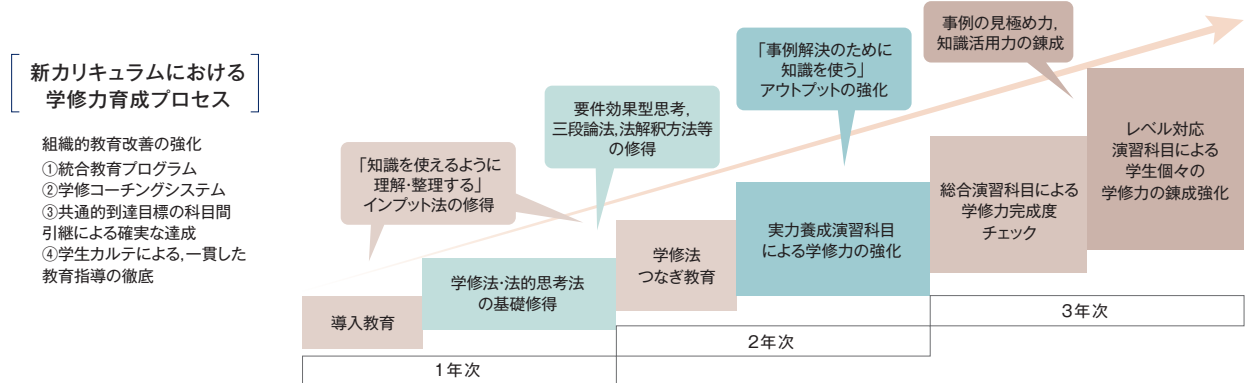 新カリキュラムにおける
学修力育成プロセス
組織的教育改善の強化
①統合教育プログラム
②学修コーチングシステム
③共通的到達目標の科目間
引継による確実な達成
④学生カルテによる,一貫した
教育指導の徹底
「知識を使えるように
理解・整理する」
インプット法の修得
要件効果型思考,
三段論法,法解釈方法等
の修得
「事例解決のために
知識を使う」
アウトプットの強化
事例の見極め力,
知識活用力の錬成
導入教育
学修法・法的思考法
の基礎修得
学修法
つなぎ教育
実力養成演習科目
による学修力の強化
総合演習科目による
学修力完成度
チェック
レベル対応
演習科目による
学生個々の
学修力の錬成強化
1年次
2年次
3年次